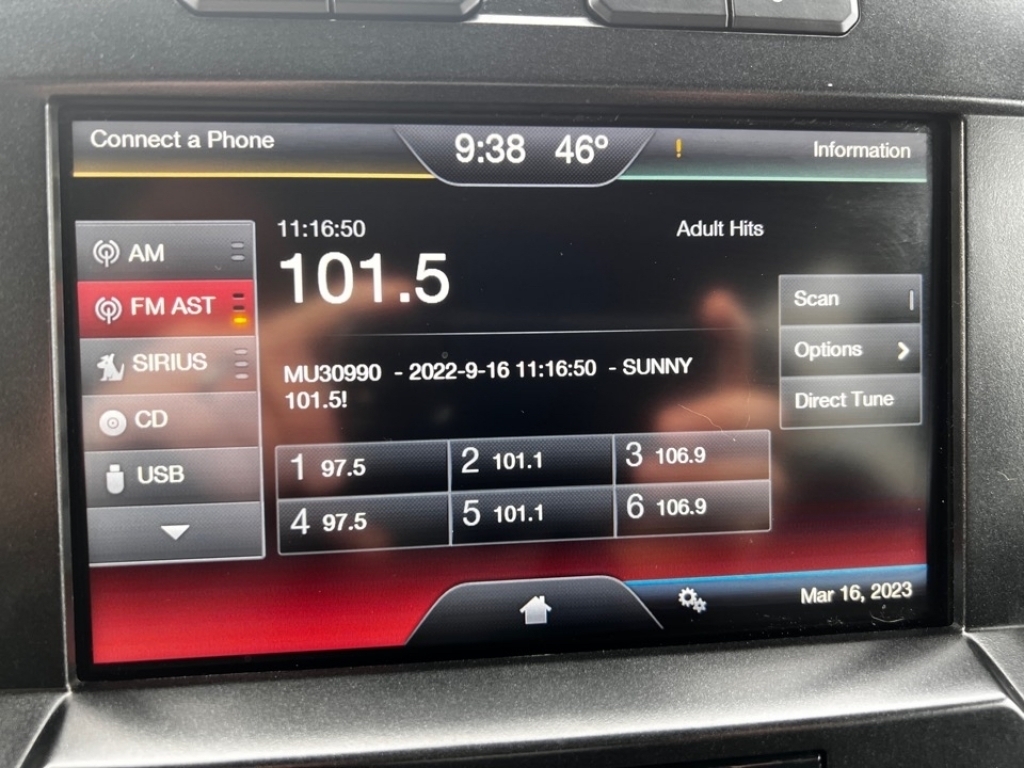 Connect a Phone
9:38 46°
!
Information
11:16:50
Adult Hits
101.5
AM
FM AST
SIRIUS
CD
USB
Scan
Options
Direct Tune
MU30990 - 2022-9-16 11:16:50 - SUNNY
101.5!
1 97.5
2 101.1
3 106.9
4 97.5
5 101.1
6 106.9
Mar 16, 2023